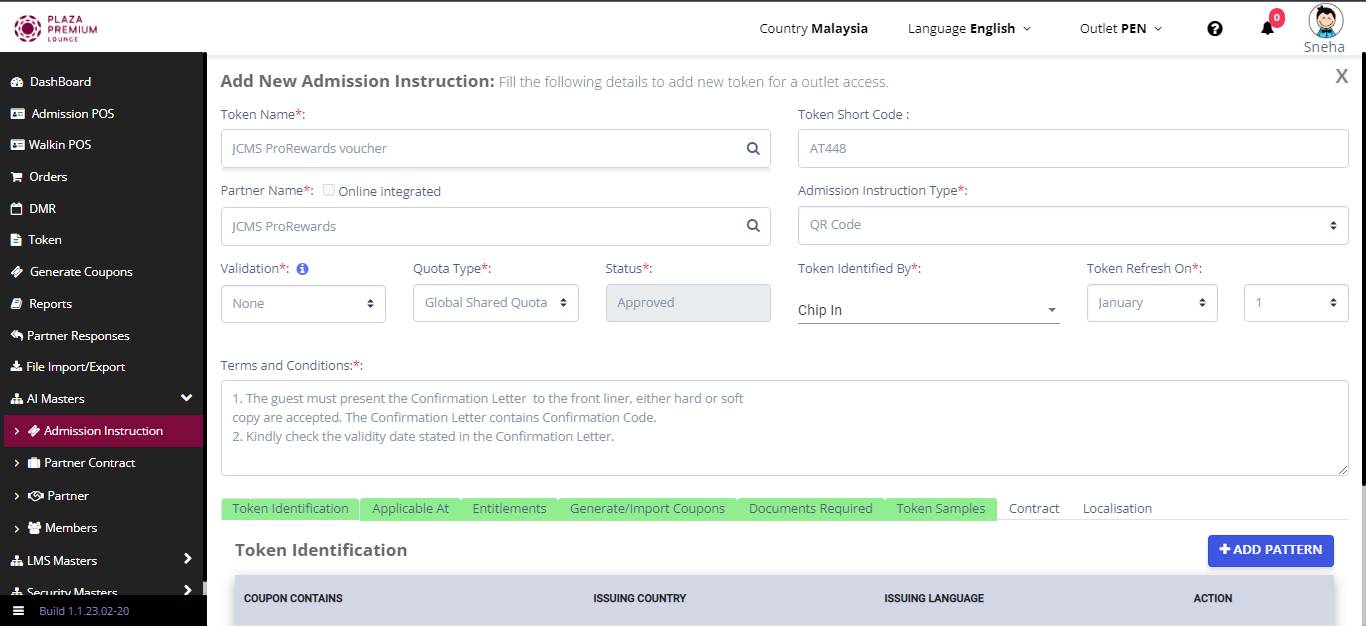 PLAZA
PREMIUM
LOUNGE
Country Malaysia
Language English
Outlet PEN
0
Sneha
DashBoard
Admission POS
Walkin POS
Orders
DMR
Token
Generate Coupons
Reports
Partner Responses
File Import/Export
AI Masters
Admission Instruction
Partner Contract
Partner
Members
LMS Masters
Security Masters
Build 1.1.23.02-20
Add New Admission Instruction: Fill the following details to add new token for a outlet access.
X
Token Name*:
JCMS ProRewards voucher
Token Short Code :
AT448
Partner Name*: Online integrated
JCMS ProRewards
Admission Instruction Type*:
QR Code
Validation*:
None
Quota Type*:
Global Shared Quota
Status*:
Approved
Token Identified By*:
Chip In
Token Refresh On*:
January
1
Terms and Conditions:*:
1. The guest must present the Confirmation Letter  to the front liner, either hard or soft
copy are accepted. The Confirmation Letter contains Confirmation Code.
2. Kindly check the validity date stated in the Confirmation Letter.
Token Identification Applicable At Entitlements Generate/Import Coupons Documents Required Token Samples Contract Localisation
Token Identification
+ ADD PATTERN
COUPON CONTAINS ISSUING COUNTRY ISSUING LANGUAGE ACTION